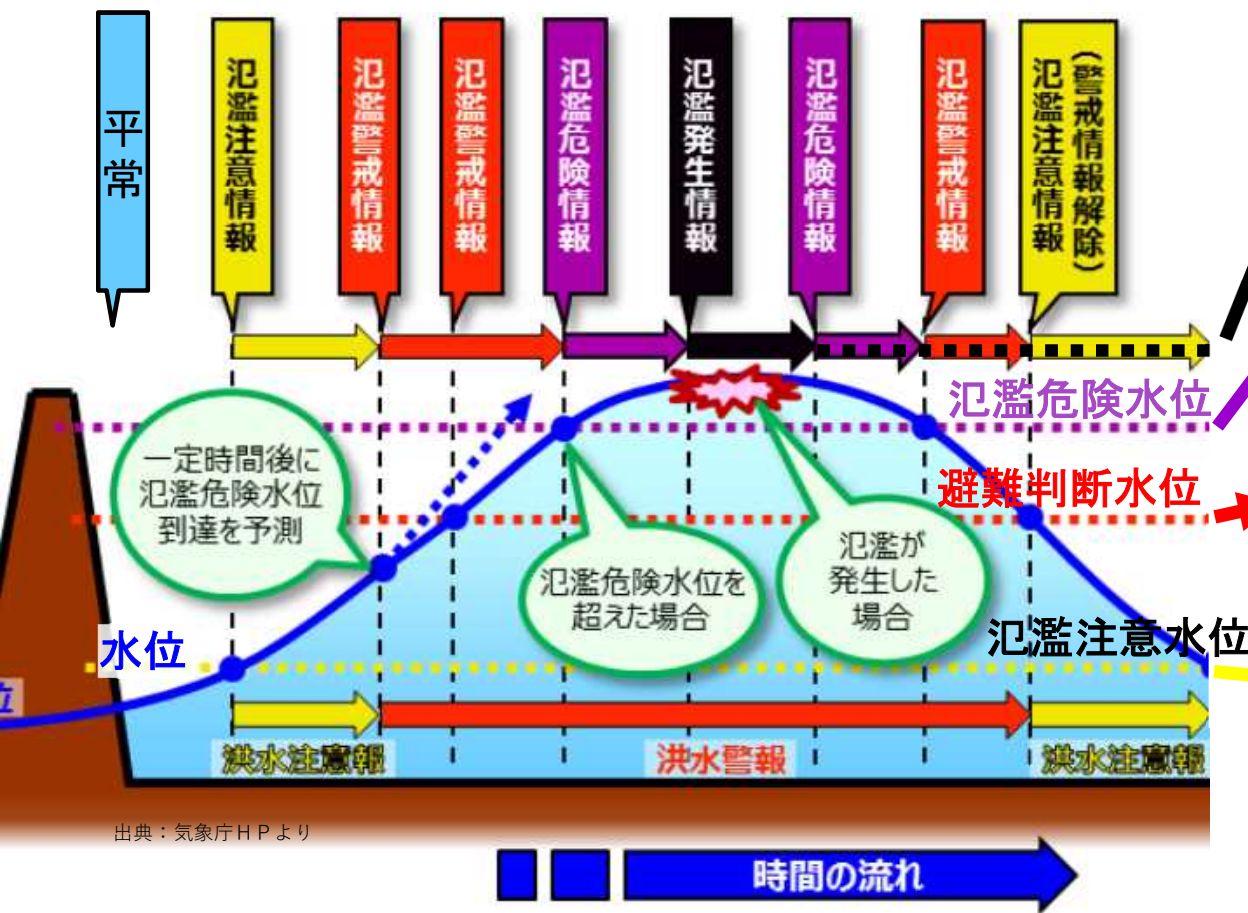 平常
氾濫注意情報
氾濫警戒情報
氾濫警戒情報
氾濫危険情報
氾濫発生情報
氾濫危険情報
氾濫警戒情報
氾濫注意情報
（警戒情報解除）
氾濫危険水位
一定時間後に
氾濫危険水位
到達を予測
避難判断水位
氾濫が
発生した
場合
氾濫危険水位を
超えた場合
氾濫注意水位
水位
位
洪水注意報
洪水警報
洪水注意報
出典：気象庁ＨＰより
時間の流れ